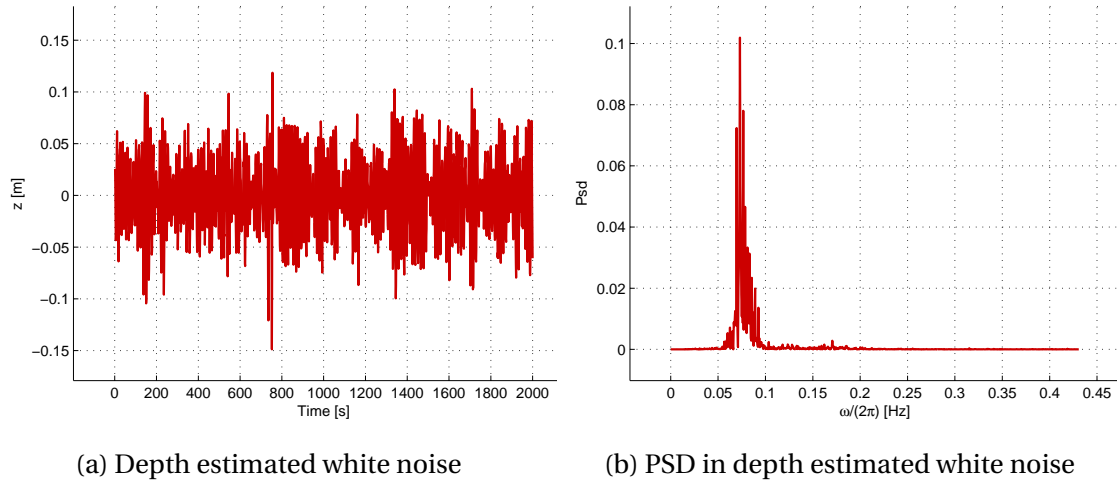 0.15
0.1
0.05
0
−0.05
−0.1
−0.15
z [m]
0 200 400 600 800 1000 1200 1400 1600 1800 2000
Time [s]
(a) Depth estimated white noise
0.1
0.08
0.06
0.04
0.02
0
Psd
0 0.05 0.1 0.15 0.2 0.25 0.3 0.35 0.4 0.45
ω/(2π) [Hz]
(b) PSD in depth estimated white noise